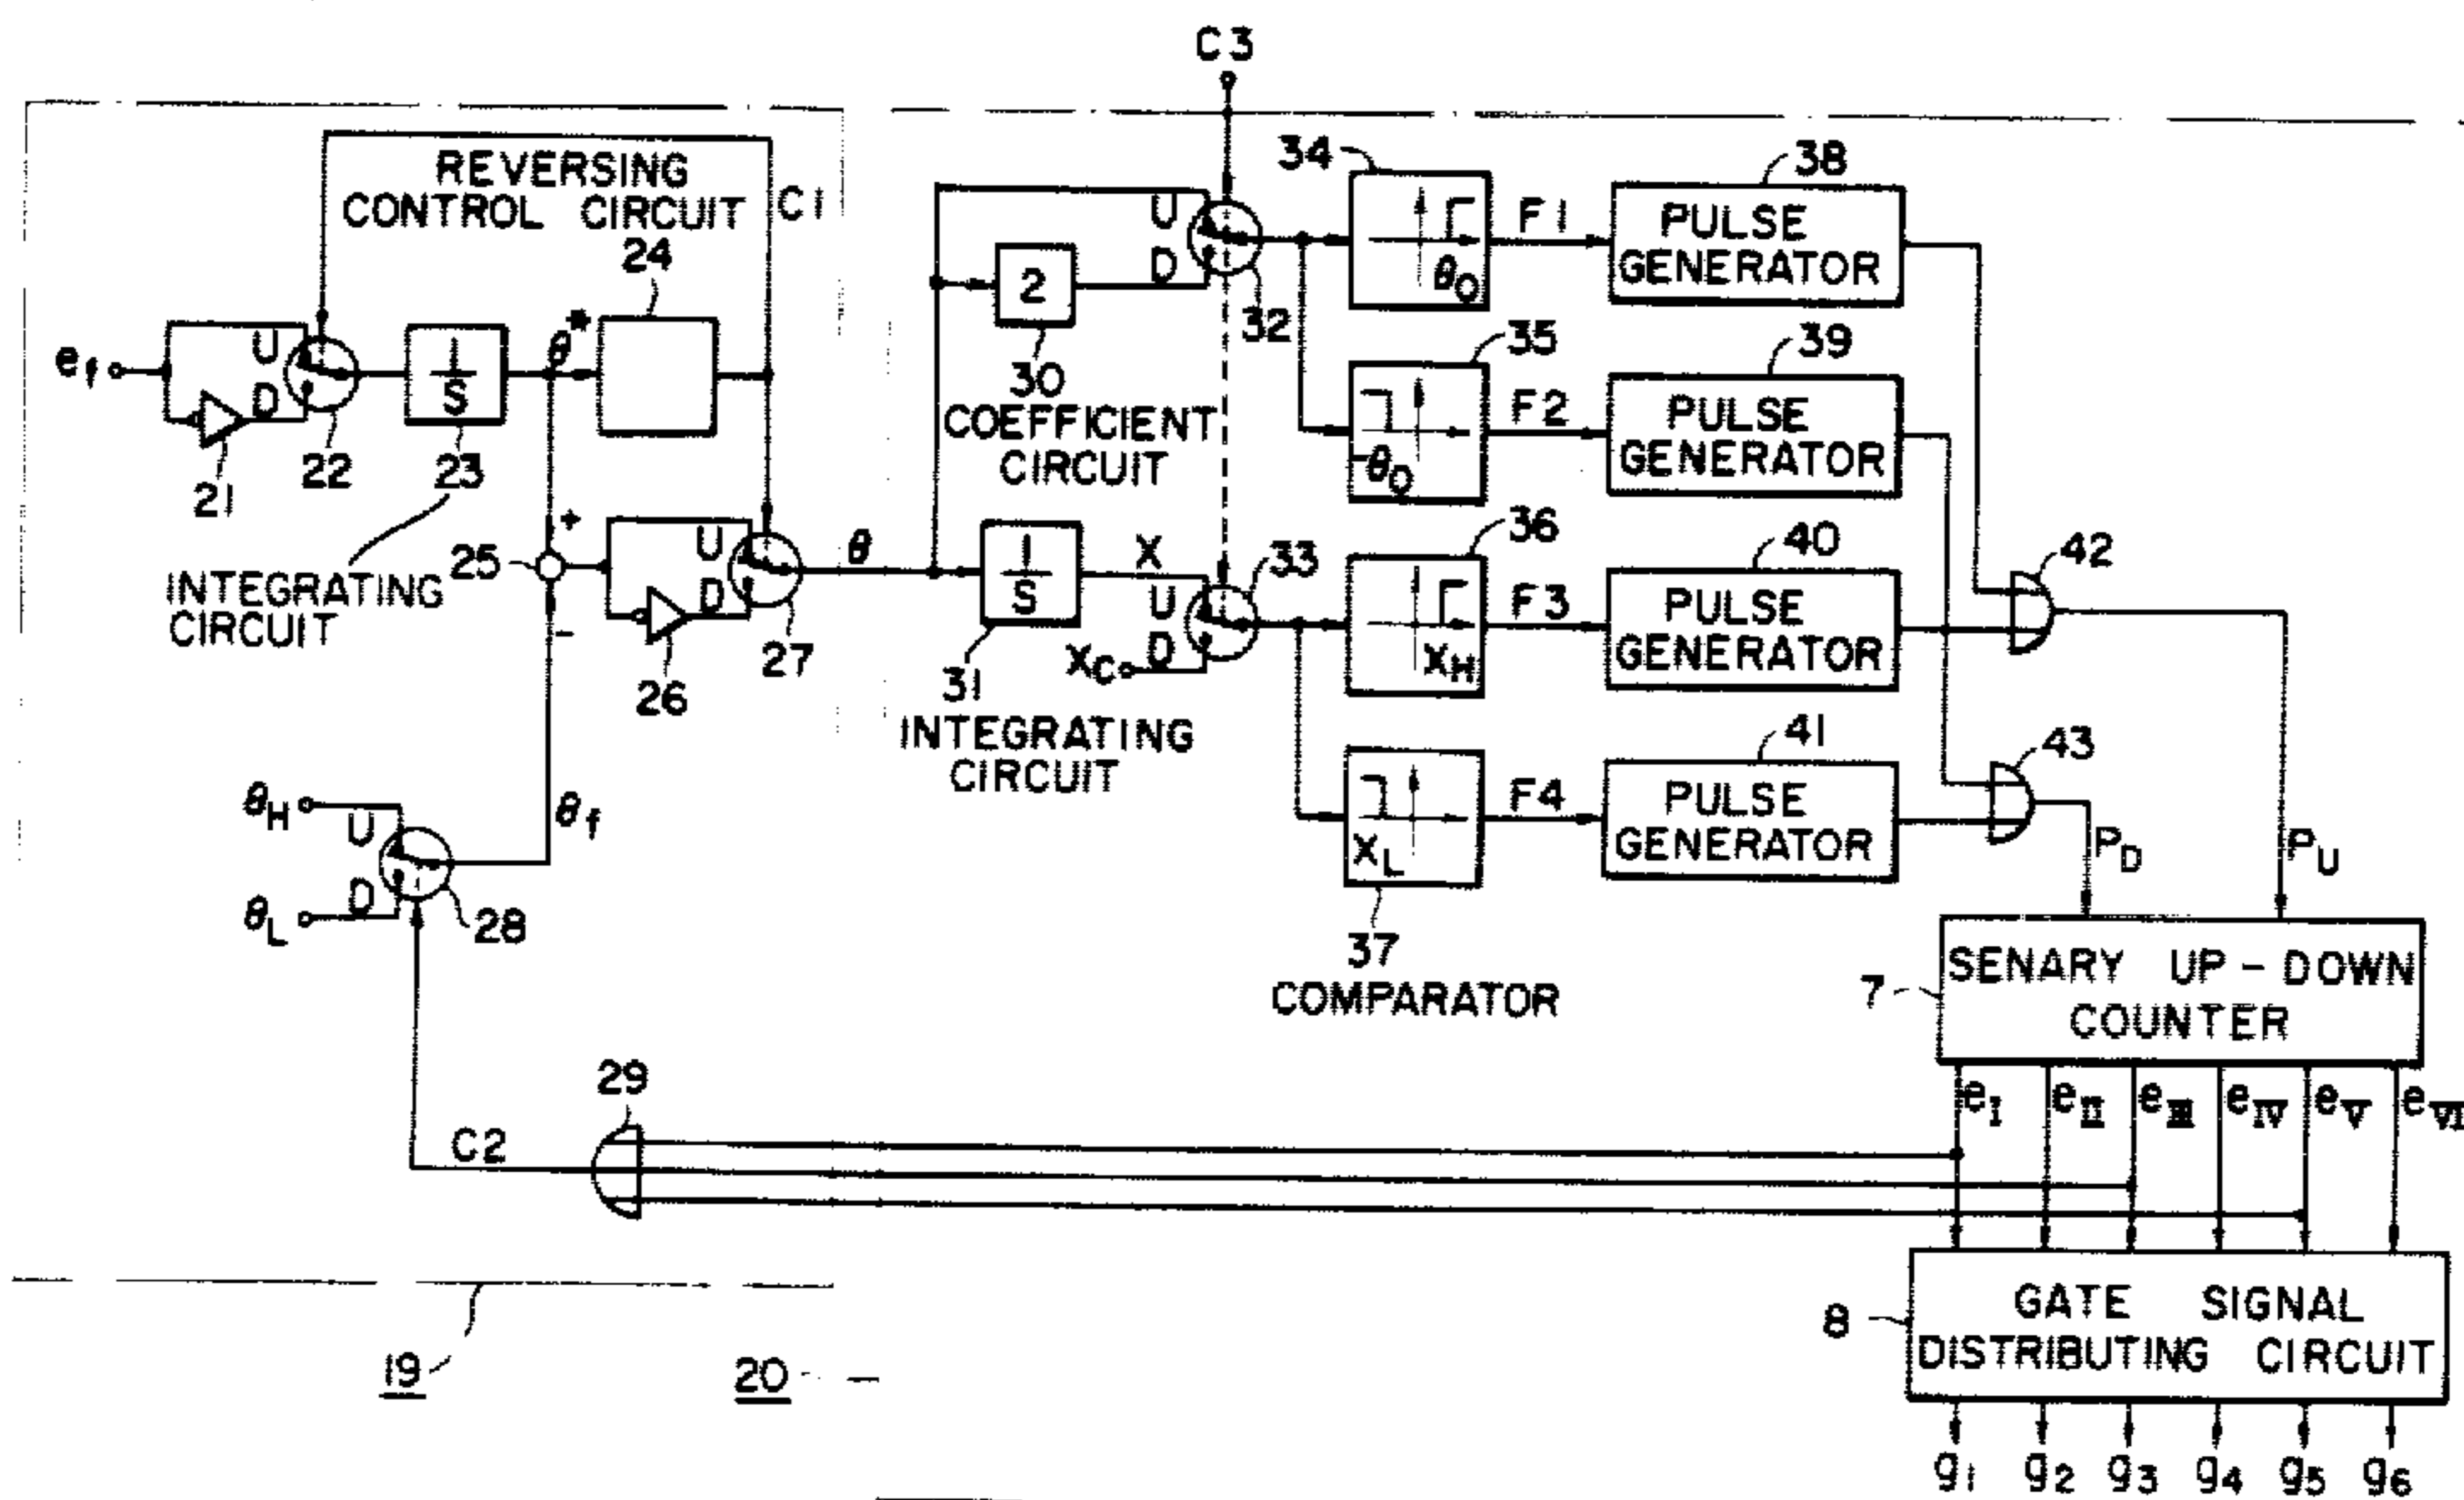 C3
REVERSING
CONTROL CIRCUIT
C1
24
34
θ0
F1
38
PULSE
GENERATOR
ef
U
D
21
22
1/S
23
θ*
U
D
2
30
32
COEFFICIENT
CIRCUIT
35
-θ0
F2
39
PULSE
GENERATOR
INTEGRATING
CIRCUIT
25
+
-
U
D
26
27
θ
1/S
31
X
U
D
XC
33
INTEGRATING
CIRCUIT
36
XH
F3
40
PULSE
GENERATOR
42
θH
U
D
θL
28
θf
XL
37
COMPARATOR
F4
41
PULSE
GENERATOR
43
PD
PU
7
SENARY UP-DOWN
COUNTER
29
C2
eI
eII
eIII
eIV
eV
eVI
8
GATE SIGNAL
DISTRIBUTING CIRCUIT
19
20
g1
g2
g3
g4
g5
g6